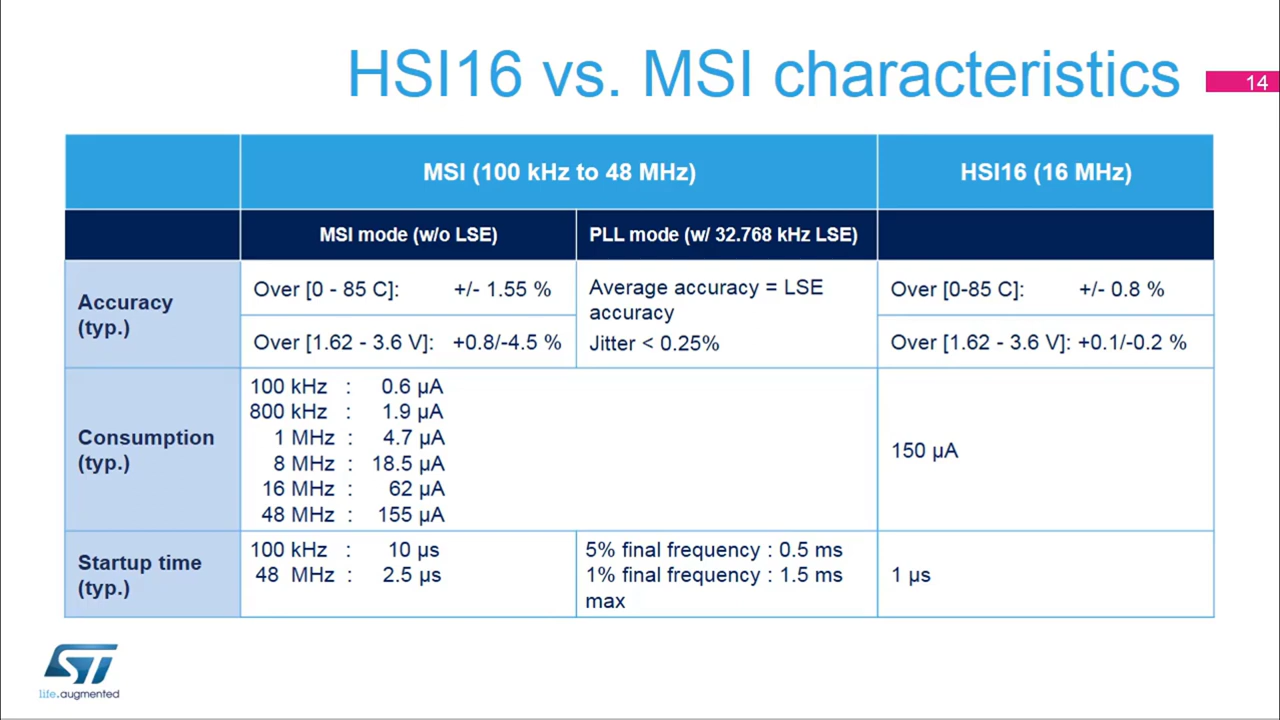 HSI16 vs. MSI characteristics
14
MSI (100 kHz to 48 MHz)
HSI16 (16 MHz)
MSI mode (w/o LSE)
PLL mode (w/ 32.768 kHz LSE)
Accuracy
(typ.)
Over [0 - 85 C]: +/- 1.55 %
Over [1.62 - 3.6 V]: +0.8/-4.5 %
Average accuracy = LSE
accuracy
Jitter < 0.25%
Over [0-85 C]: +/- 0.8 %
Over [1.62 - 3.6 V]: +0.1/-0.2 %
Consumption
(typ.)
100 kHz : 0.6 µA
800 kHz : 1.9 µA
1 MHz : 4.7 µA
8 MHz : 18.5 µA
16 MHz : 62 µA
48 MHz : 155 µA
150 µA
Startup time
(typ.)
100 kHz : 10 µs
48 MHz : 2.5 µs
5% final frequency : 0.5 ms
1% final frequency : 1.5 ms
max
1 µs
ST
life.augmented